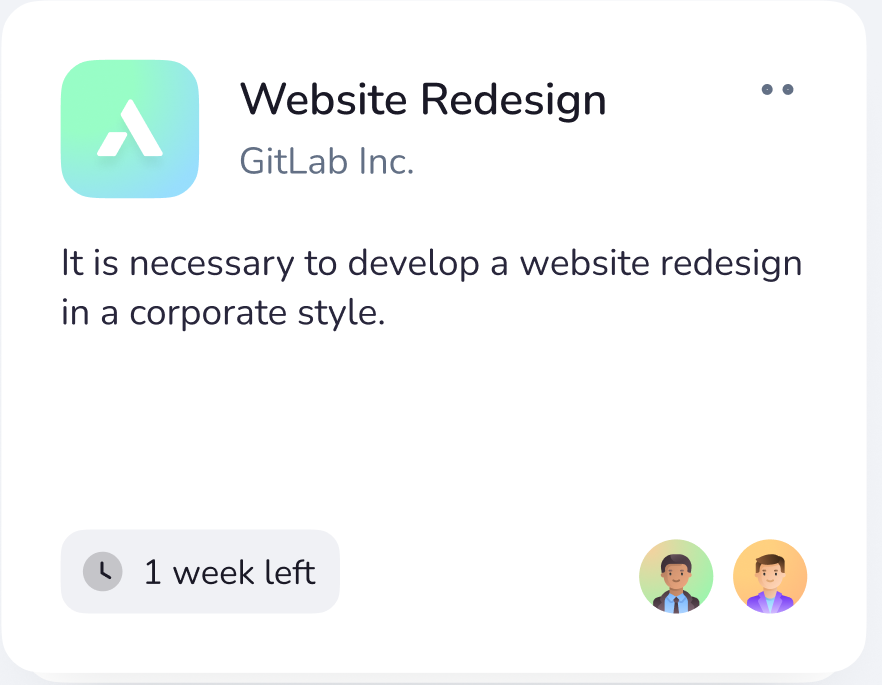 Website Redesign
GitLab Inc.
It is necessary to develop a website redesign
in a corporate style.
1 week left